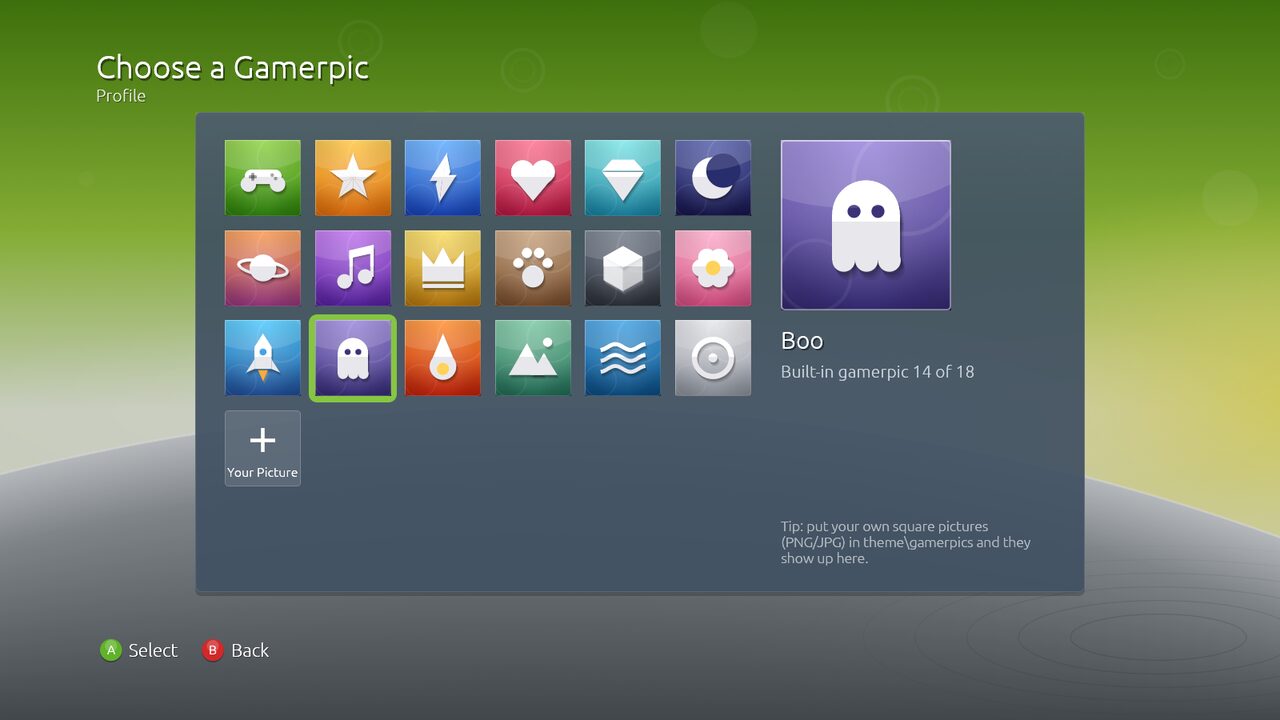 Choose a Gamerpic
Profile
Boo
Built-in gamerpic 14 of 18
Your Picture
Tip: put your own square pictures
(PNG/JPG) in theme\gamerpics and they
show up here.
A Select B Back